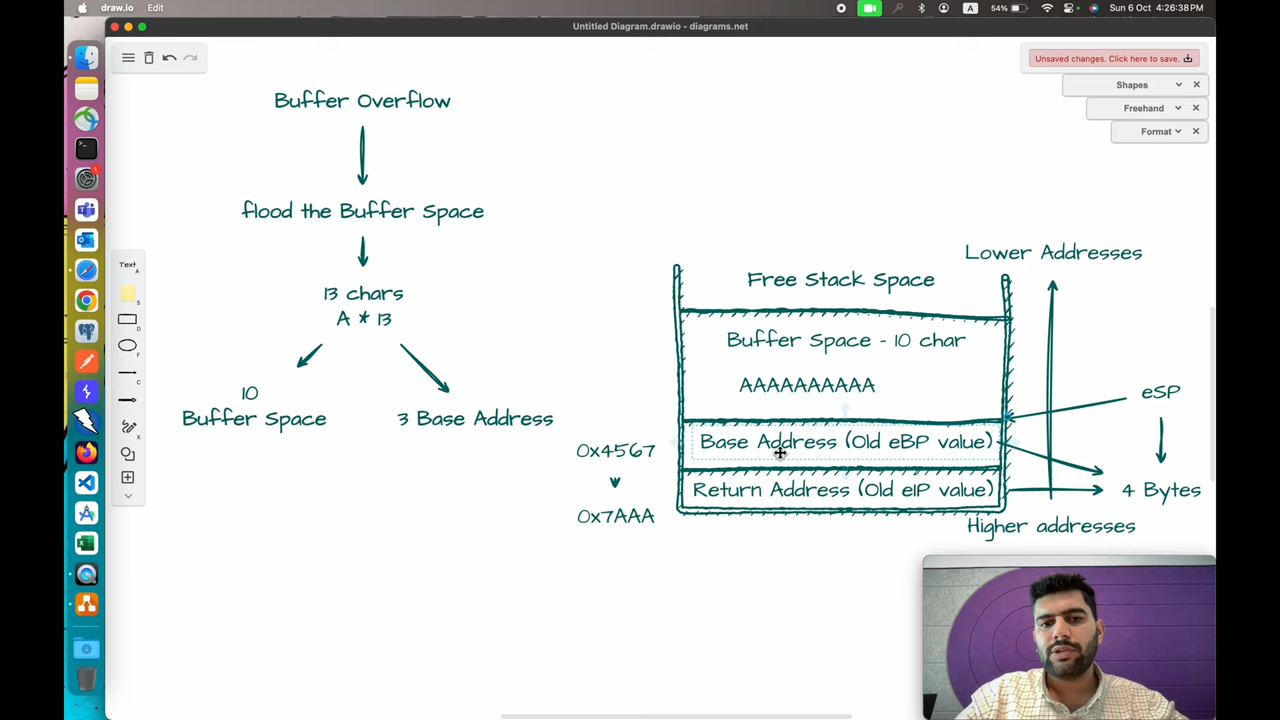 draw.io
Edit
A
54%
Sun 6 Oct 4:26:38 PM
Untitled Diagram.drawio - diagrams.net
Unsaved changes. Click here to save.
Shapes
Freehand
Format
Text
Buffer Overflow
flood the Buffer Space
13 chars
A * 13
10
Buffer Space
3 Base Address
Lower Addresses
Free Stack Space
Buffer Space - 10 char
AAAAAAAAAA
eSP
0x4567
Base Address (Old eBP value)
Return Address (Old eIP value)
4 Bytes
0x7AAA
Higher addresses